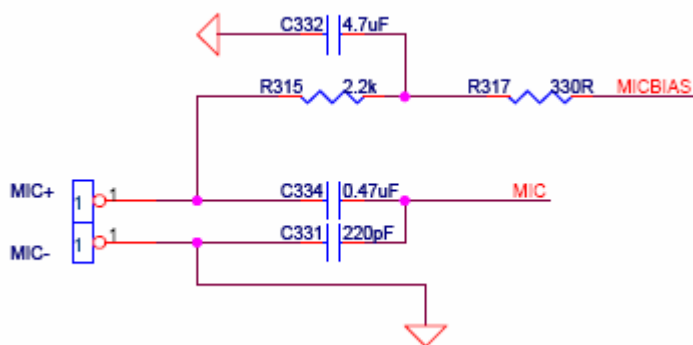 C332 4.7uF
R315 2.2k R317 330R MICBIAS
MIC+ 1 1 C334 0.47uF MIC
MIC- 1 1 C331 220pF